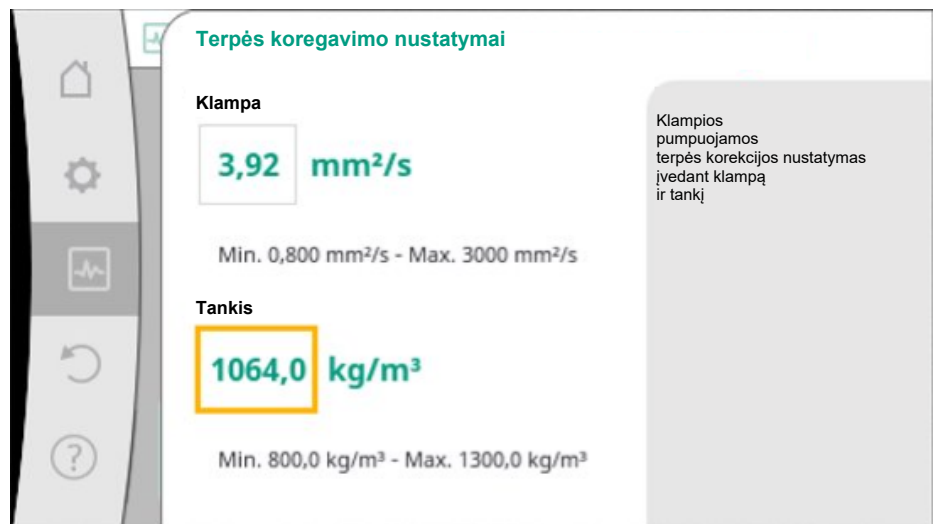 Terpės koregavimo nustatymai
Klampa
3,92 mm²/s
Min. 0,800 mm²/s - Max. 3000 mm²/s
Tankis
1064,0 kg/m³
Min. 800,0 kg/m³ - Max. 1300,0 kg/m³
Klampios
pumpuojamos
terpės korekcijos nustatymas
įvedant klampą
ir tankį
?